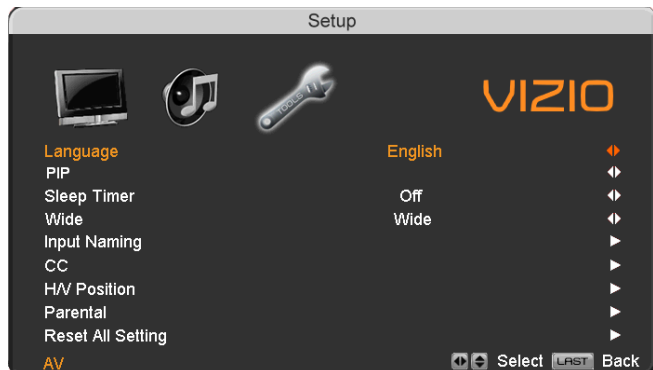 Setup
TOOLS
VIZIO
Language English
PIP
Sleep Timer Off
Wide Wide
Input Naming
CC
H/V Position
Parental
Reset All Setting
AV Select LAST Back